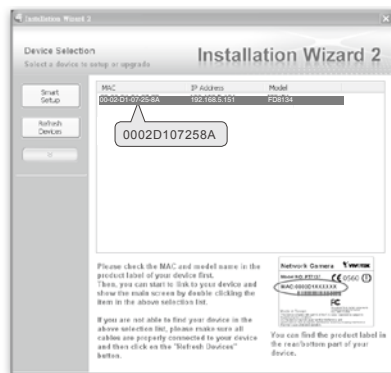 Installation Wizard 2
Device Selection
Select a device to setup or upgrade
Installation Wizard 2
Smart
Setup
Refresh
Devices
MAC IP Address Model
00-02-D1-07-25-8A 192.168.5.151 FD8134
0002D107258A
Please check the MAC and model name in the
product label of your device first.
Then, you can start to link to your device and
show the main screen by double clicking the
item in the above selection list.
If you are not able to find your device in the
above selection list, please make sure all
cables are properly connected to your device
and then click on the "Refresh Devices"
button.
Network Camera VIVOTEK
0560
MAC:0002D1XXXXXX
FC
You can find the product label in
the rear/bottom part of your
device.